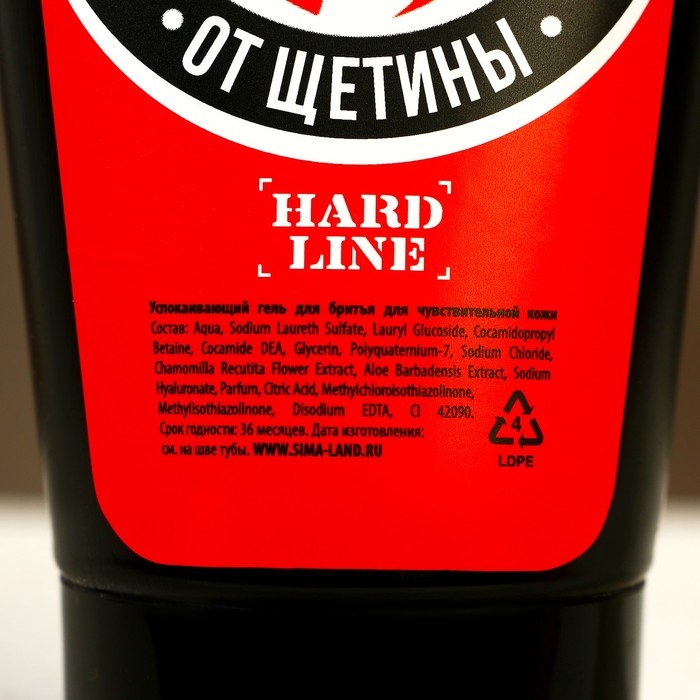 • ОТ ЩЕТИНЫ •
HARD
LINE
Успокаивающий гель для бритья для чувствительной кожи
Состав: Aqua, Sodium Laureth Sulfate, Lauryl Glucoside, Cocamidopropyl
Betaine, Cocamide DEA, Glycerin, Polyquaternium-7, Sodium Chloride,
Chamomilla Recutita Flower Extract, Aloe Barbadensis Extract, Sodium
Hyaluronate, Parfum, Citric Acid, Methylchloroisothiazolinone,
Methylisothiazolinone, Disodium EDTA, CI 42090.
Срок годности: 36 месяцев. Дата изготовления:
см. на шве тубы. WWW.SIMA-LAND.RU
4
LDPE